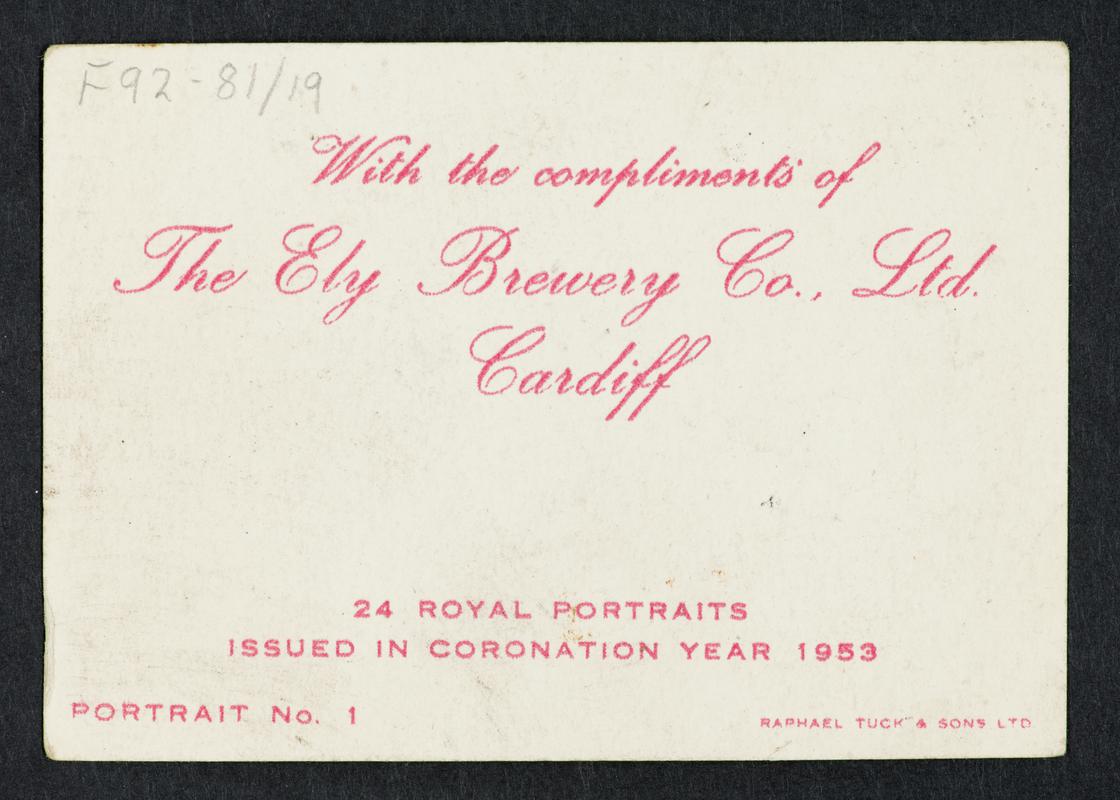 F92-81/19
With the compliments of
The Ely Brewery Co., Ltd.
Cardiff
24 ROYAL PORTRAITS
ISSUED IN CORONATION YEAR 1953
PORTRAIT No. 1
RAPHAEL TUCK & SONS LTD